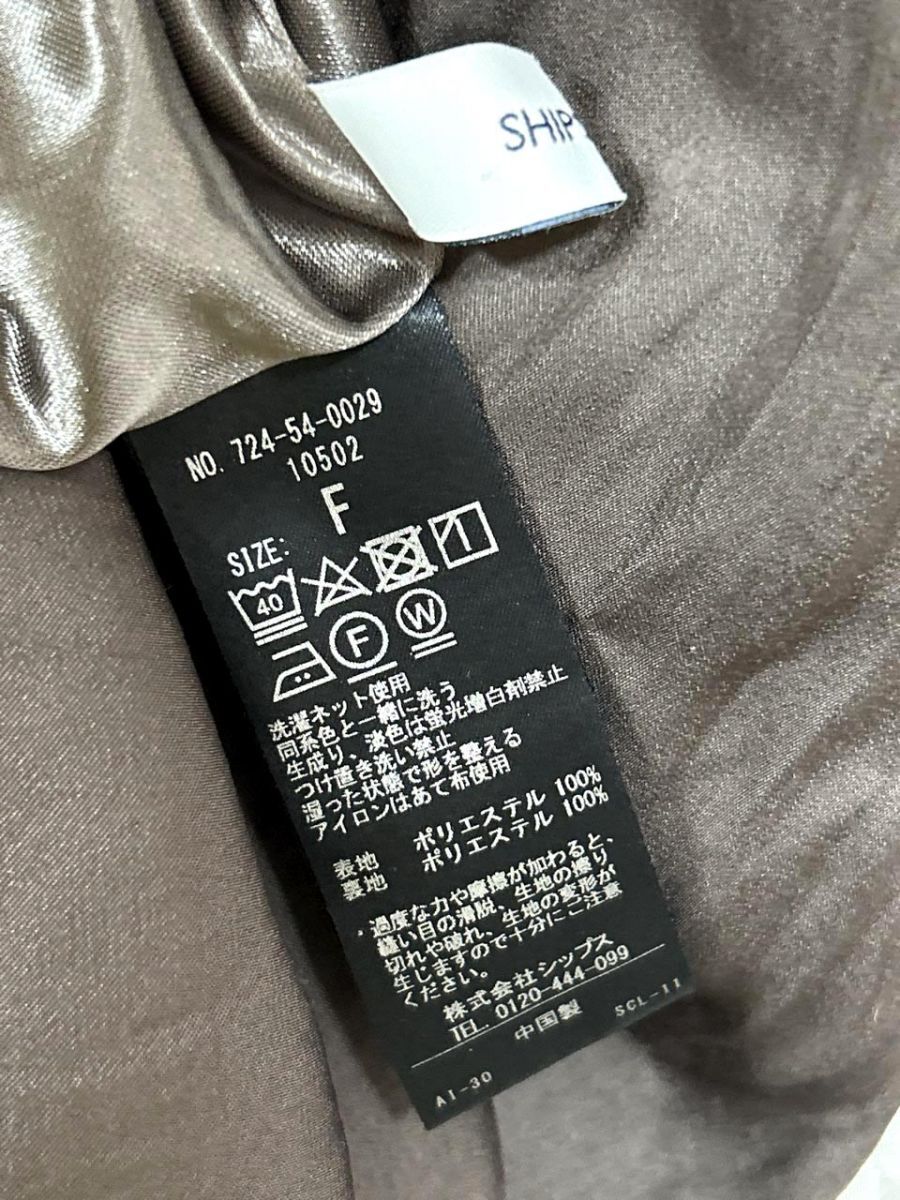 SHIP
NO. 724-54-0029
10502
SIZE: F
40
F W
洗濯ネット使用
同系色と一緒に洗う
生成り、淡色は蛍光増白剤禁止
つけ置き洗い禁止
湿った状態で形を整える
アイロンはあて布使用
表地 ポリエステル 100%
裏地 ポリエステル 100%
・過度な力や摩擦が加わると、
縫い目の滑脱、生地の擦り
切れや破れ、生地の変形が
生じますので十分にご注意
ください。
株式会社シップス
TEL. 0120-444-099
中国製 SCL-11
AI-30